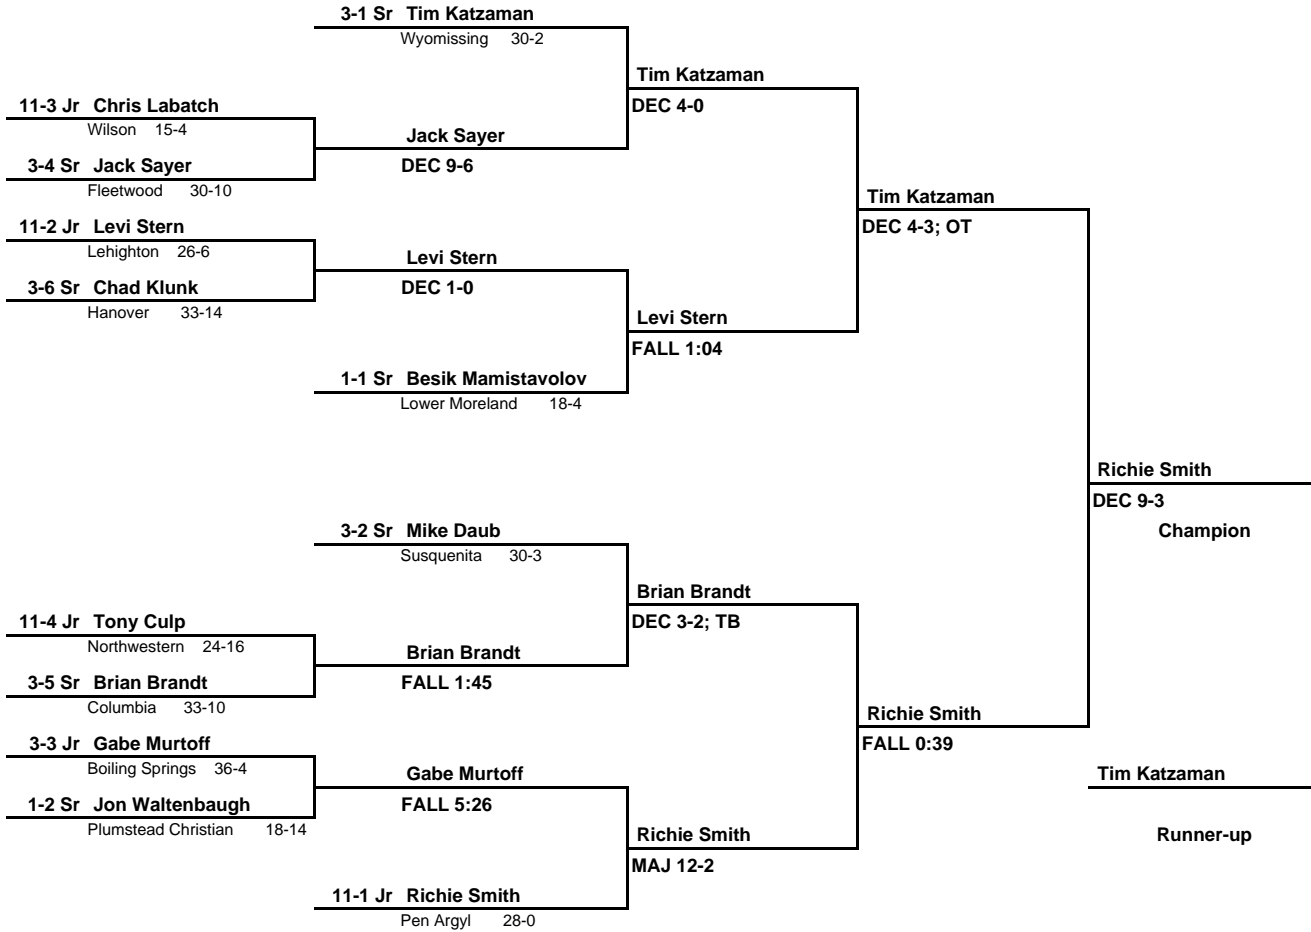 3-1 Sr Tim Katzaman
Wyomissing 30-2
Tim Katzaman
DEC 4-0
11-3 Jr Chris Labatch
Wilson 15-4
Jack Sayer
DEC 9-6
3-4 Sr Jack Sayer
Fleetwood 30-10
Tim Katzaman
DEC 4-3; OT
11-2 Jr Levi Stern
Lehighton 26-6
Levi Stern
DEC 1-0
3-6 Sr Chad Klunk
Hanover 33-14
Levi Stern
FALL 1:04
1-1 Sr Besik Mamistavolov
Lower Moreland 18-4
Richie Smith
DEC 9-3
Champion
3-2 Sr Mike Daub
Susquenita 30-3
Brian Brandt
DEC 3-2; TB
11-4 Jr Tony Culp
Northwestern 24-16
Brian Brandt
FALL 1:45
3-5 Sr Brian Brandt
Columbia 33-10
Richie Smith
FALL 0:39
3-3 Jr Gabe Murtoff
Boiling Springs 36-4
Gabe Murtoff
FALL 5:26
Tim Katzaman
1-2 Sr Jon Waltenbaugh
Plumstead Christian 18-14
Richie Smith
MAJ 12-2
Runner-up
11-1 Jr Richie Smith
Pen Argyl 28-0